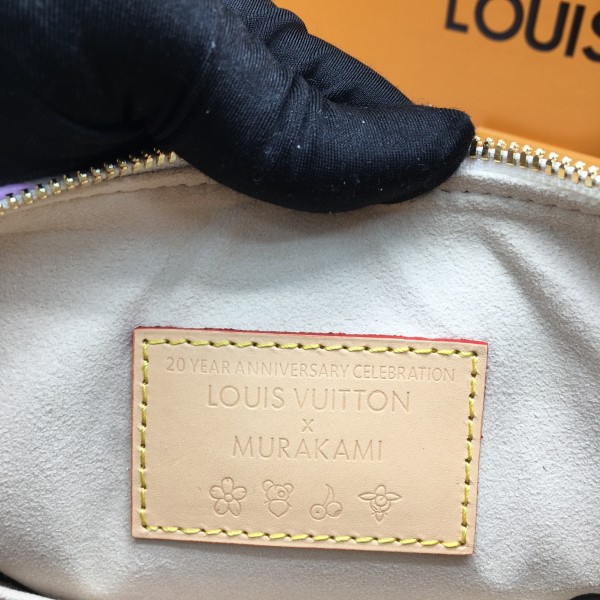 LOUIS
20 YEAR ANNIVERSARY CELEBRATION
LOUIS VUITTON
x
MURAKAMI